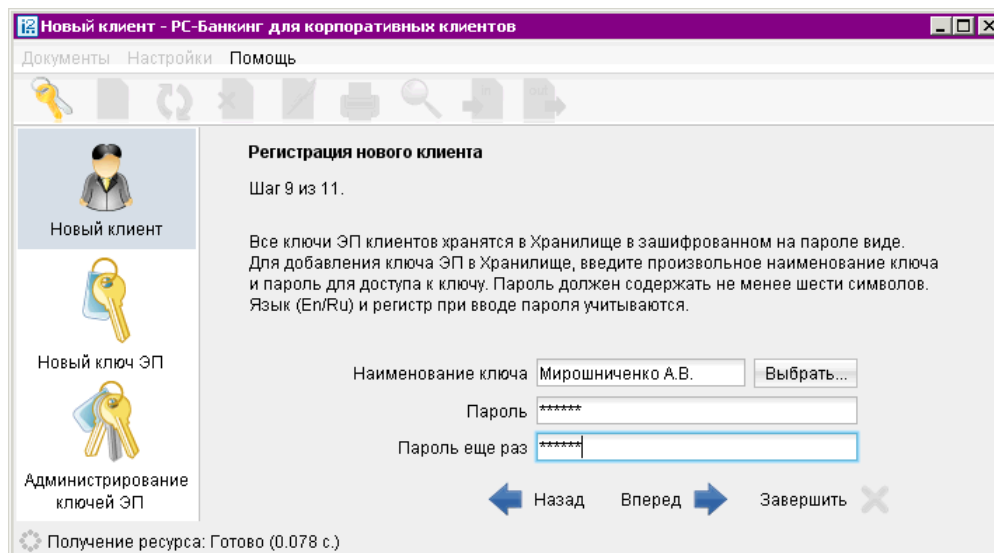 Новый клиент - РС-Банкинг для корпоративных клиентов
Документы Настройки Помощь
in out
Новый клиент
Новый ключ ЭП
Администрирование
ключей ЭП
Регистрация нового клиента
Шаг 9 из 11.
Все ключи ЭП клиентов хранятся в Хранилище в зашифрованном на пароле виде.
Для добавления ключа ЭП в Хранилище, введите произвольное наименование ключа
и пароль для доступа к ключу. Пароль должен содержать не менее шести символов.
Язык (En/Ru) и регистр при вводе пароля учитываются.
Наименование ключа Мирошниченко А.В. Выбрать...
Пароль ******
Пароль еще раз ******
Назад Вперед Завершить
Получение ресурса: Готово (0.078 с.)